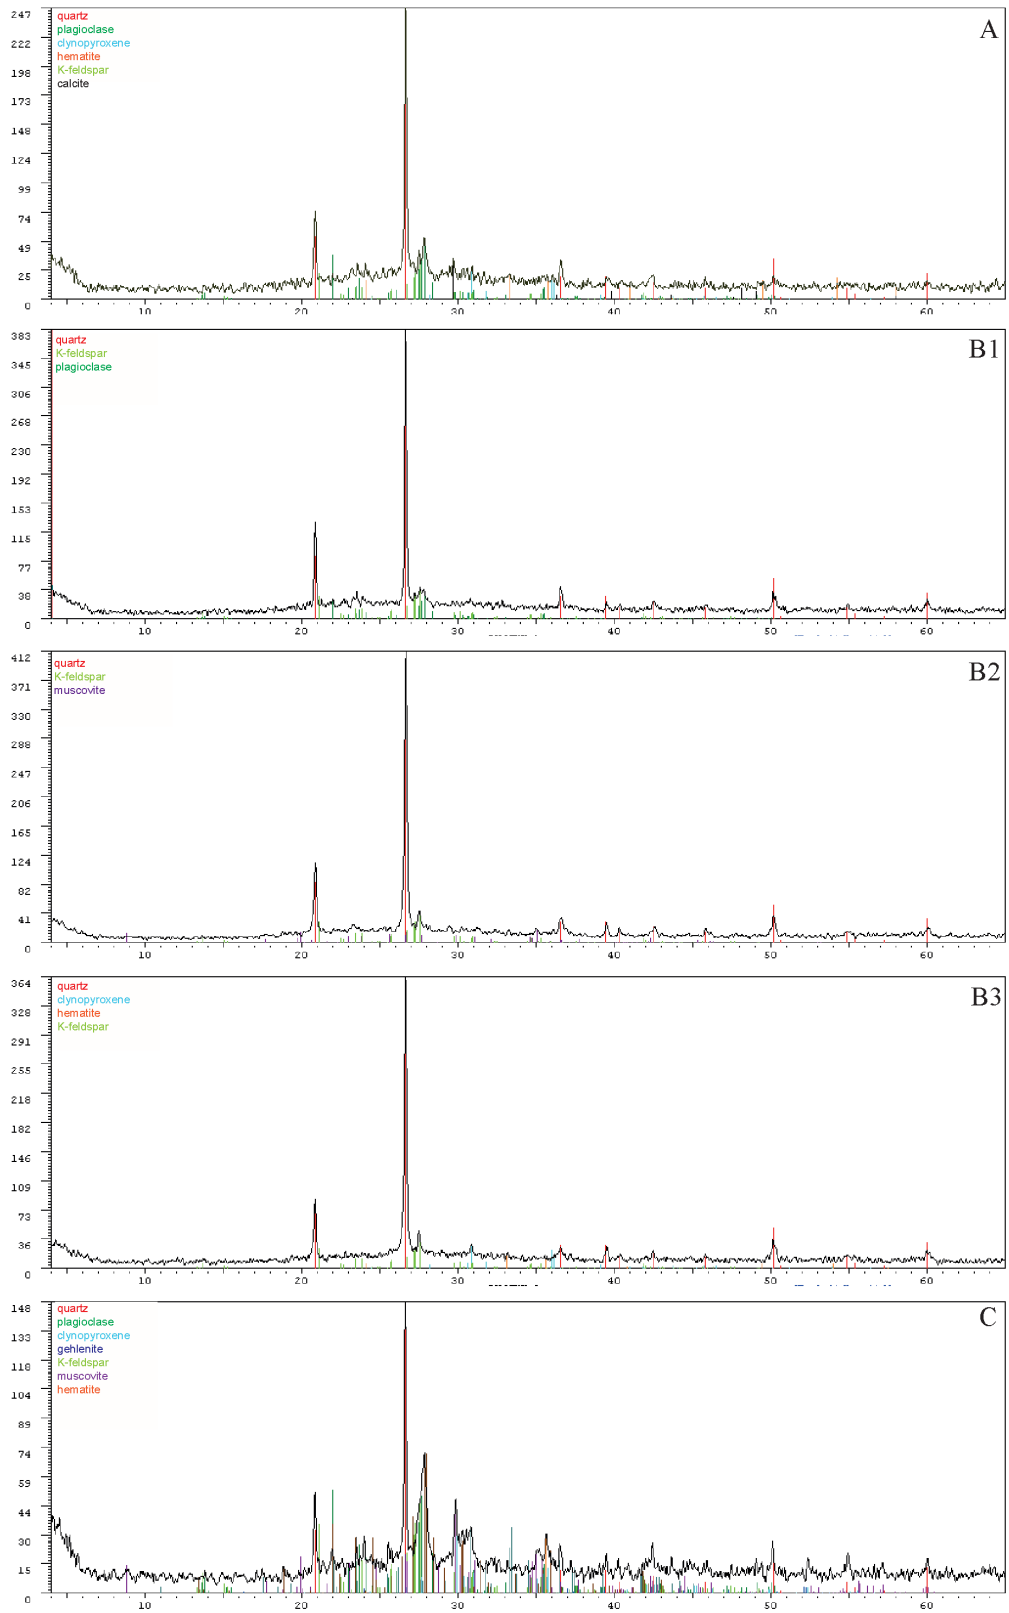 247
quartz
A
plagioclase
222
clynopyroxene
hematite
198
K-feldspar
calcite
173
148
124
99
74
49
25
0
10 20 30 40 50 60
383
quartz
B1
K-feldspar
345
plagioclase
306
268
230
192
153
115
77
38
0
10 20 30 40 50 60
412
quartz
B2
K-feldspar
371
muscovite
330
288
247
206
165
124
82
41
0
10 20 30 40 50 60
364
quartz
B3
clynopyroxene
328
hematite
K-feldspar
291
255
218
182
146
109
73
36
0
10 20 30 40 50 60
148
quartz
C
plagioclase
133
clynopyroxene
gehlenite
118
K-feldspar
muscovite
104
hematite
89
74
59
44
30
15
0
10 20 30 40 50 60